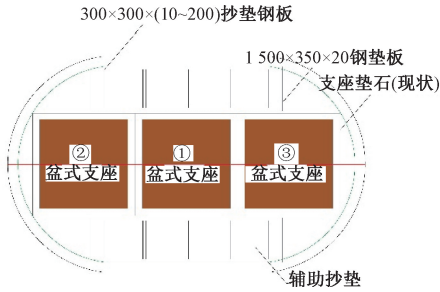 300×300×(10~200)抄垫钢板
1 500×350×20钢垫板
支座垫石(现状)
②
盆式支座
①
盆式支座
③
盆式支座
辅助抄垫